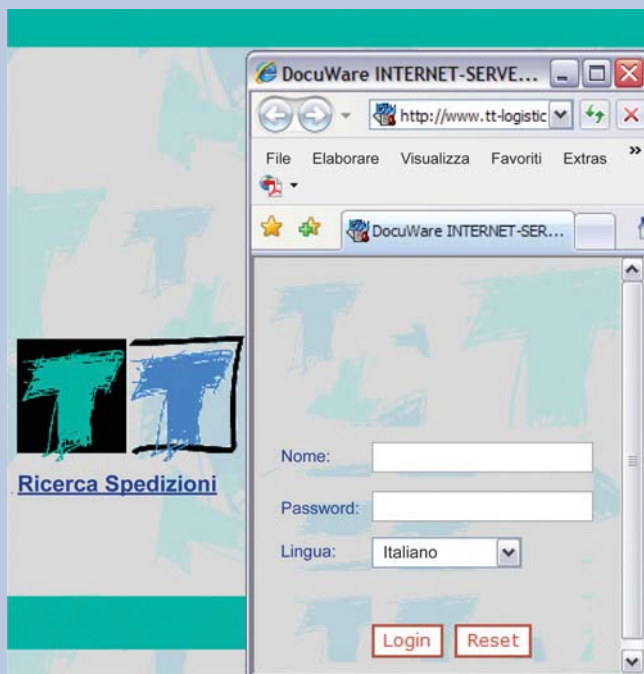 DocuWare INTERNET-SERVE...
http://www.tt-logistic
File Elaborare Visualizza Favoriti Extras »
DocuWare INTERNET-SER...
TT
Ricerca Spedizioni
Nome:
Password:
Lingua: Italiano
Login Reset